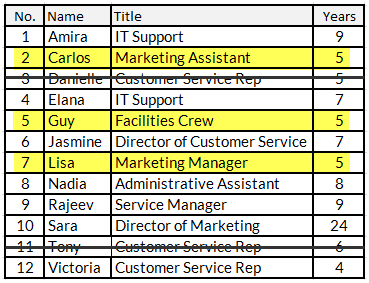 No. Name Title Years
1 Amira IT Support 9
2 Carlos Marketing Assistant 5
3 Danielle Customer Service Rep 5
4 Elana IT Support 7
5 Guy Facilities Crew 5
6 Jasmine Director of Customer Service 7
7 Lisa Marketing Manager 5
8 Nadia Administrative Assistant 8
9 Rajeev Service Manager 9
10 Sara Director of Marketing 24
11 Tony Customer Service Rep 6
12 Victoria Customer Service Rep 4